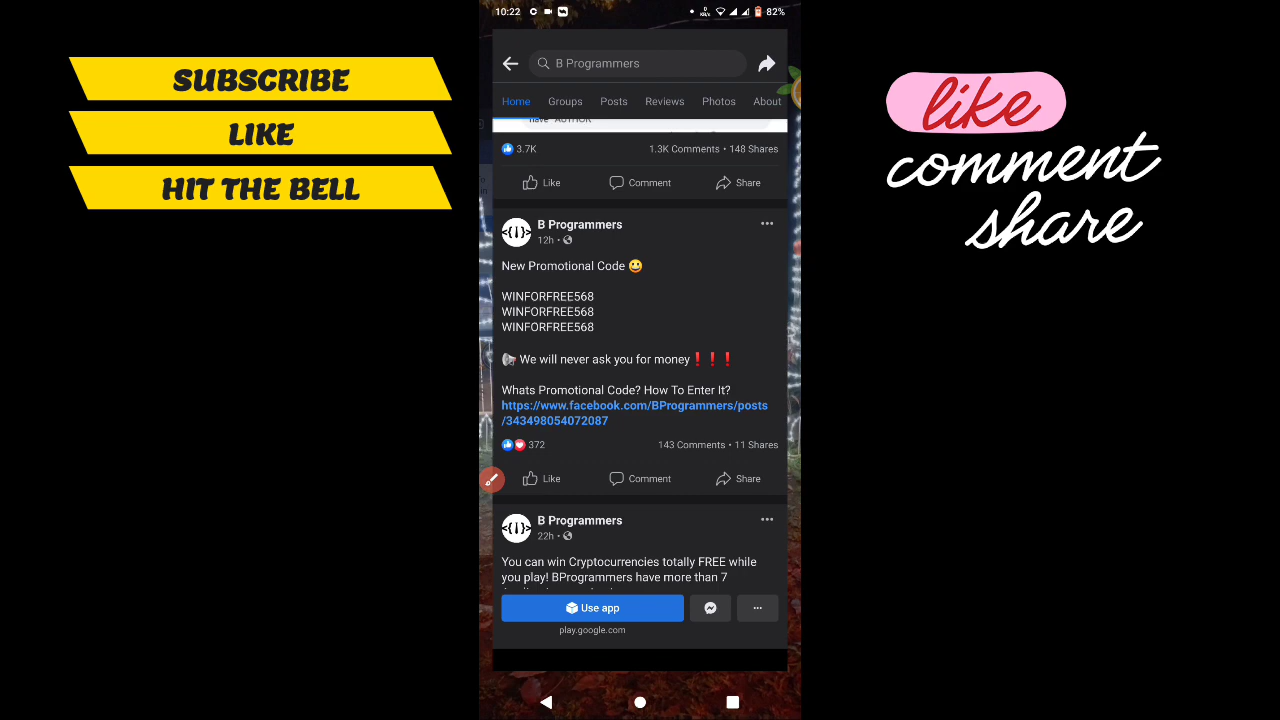 SUBSCRIBE
LIKE
HIT THE BELL
10:22
0
KB/s
82%
B Programmers
Home Groups Posts Reviews Photos About
have "AUTHOR"
3.7K 1.3K Comments • 148 Shares
Like Comment Share
B Programmers
12h •
New Promotional Code 😀
WINFORFREE568
WINFORFREE568
WINFORFREE568
📢 We will never ask you for money❗❗❗
Whats Promotional Code? How To Enter It?
https://www.facebook.com/BProgrammers/posts
/343498054072087
372 143 Comments • 11 Shares
Like Comment Share
B Programmers
22h •
You can win Cryptocurrencies totally FREE while
you play! BProgrammers have more than 7
Use app
play.google.com
like
comment
share